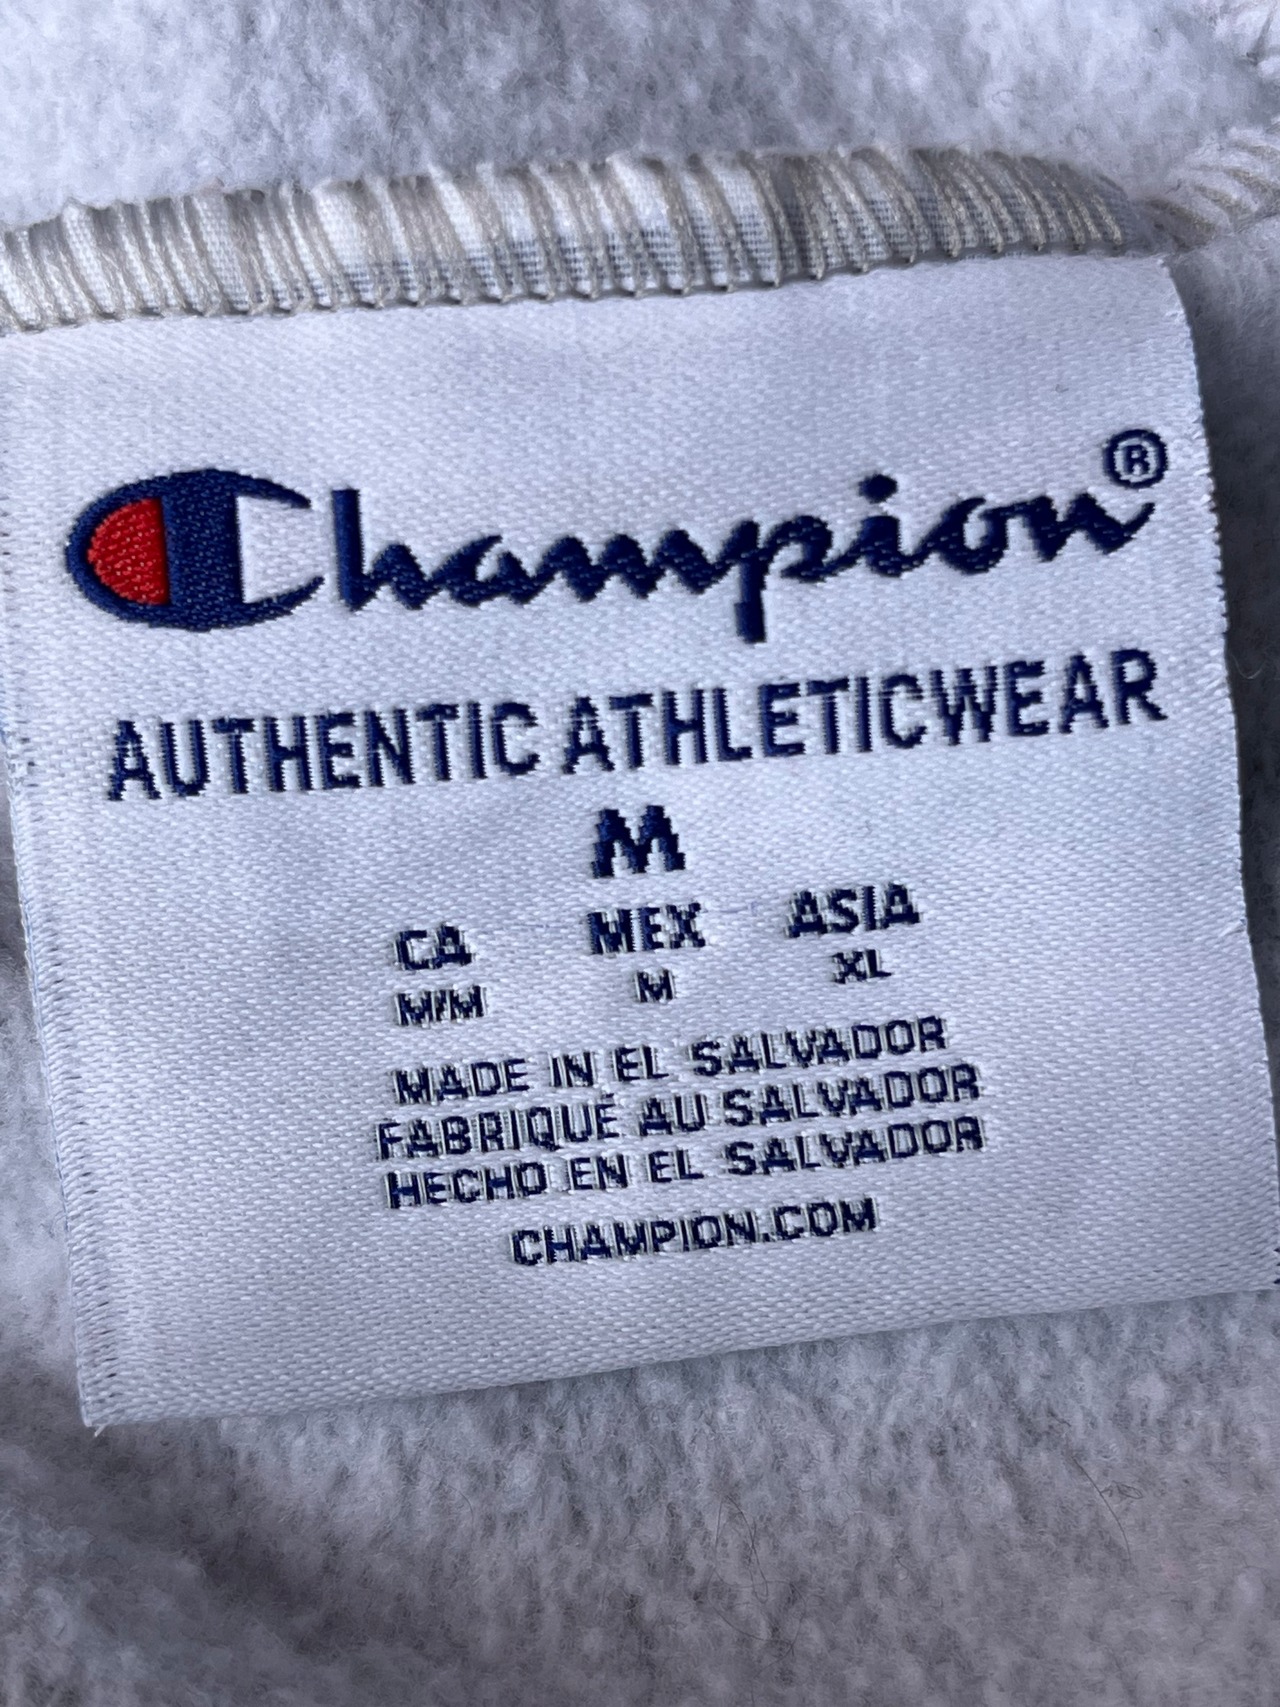 Champion®
AUTHENTIC ATHLETICWEAR
M
CA MEX ASIA
M/M M XL
MADE IN EL SALVADOR
FABRIQUÉ AU SALVADOR
HECHO EN EL SALVADOR
CHAMPION.COM